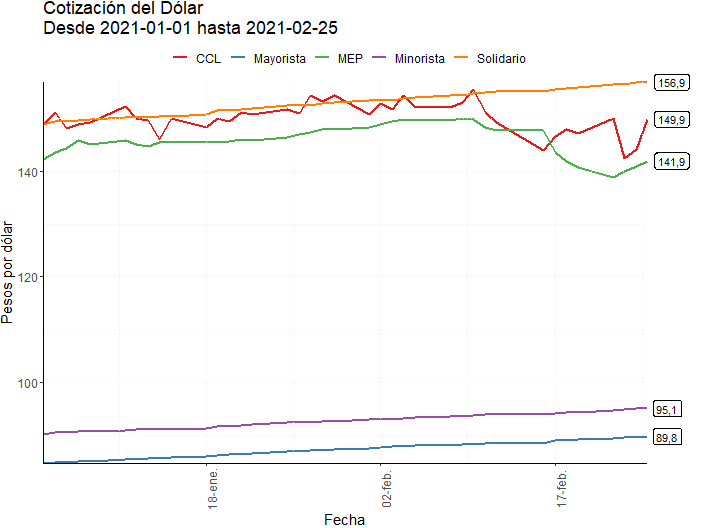 Cotización del Dólar
Desde 2021-01-01 hasta 2021-02-25
CCL Mayorista MEP Minorista Solidario
156,9
149,9
141,9
140
120
100
95,1
89,8
Pesos por dólar
18-ene.
02-feb.
17-feb.
Fecha